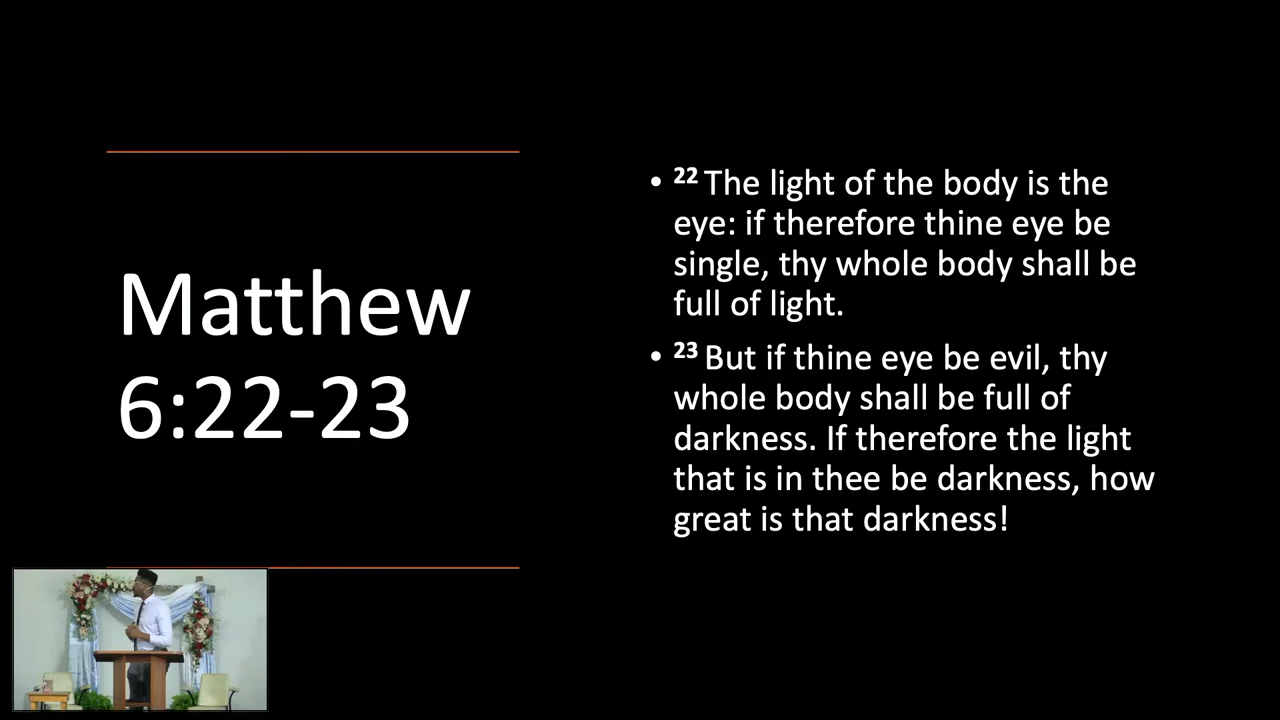 Matthew
6:22-23
• 22 The light of the body is the
eye: if therefore thine eye be
single, thy whole body shall be
full of light.
• 23 But if thine eye be evil, thy
whole body shall be full of
darkness. If therefore the light
that is in thee be darkness, how
great is that darkness!